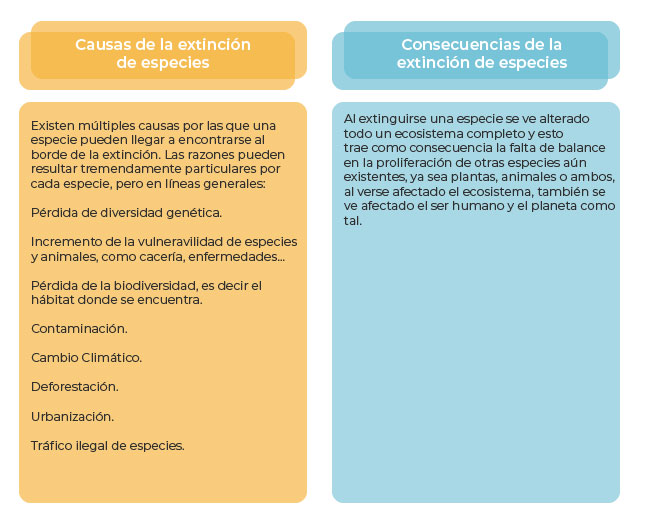 Causas de la extinción
de especies
Existen múltiples causas por las que una
especie pueden llegar a encontrarse al
borde de la extinción. Las razones pueden
resultar tremendamente particulares por
cada especie, pero en líneas generales:
Pérdida de diversidad genética.
Incremento de la vulneravilidad de especies
y animales, como cacería, enfermedades...
Pérdida de la biodiversidad, es decir el
hábitat donde se encuentra.
Contaminación.
Cambio Climático.
Deforestación.
Urbanización.
Tráfico ilegal de especies.
Consecuencias de la
extinción de especies
Al extinguirse una especie se ve alterado
todo un ecosistema completo y esto
trae como consecuencia la falta de balance
en la proliferación de otras especies aún
existentes, ya sea plantas, animales o ambos,
al verse afectado el ecosistema, también se
ve afectado el ser humano y el planeta como
tal.